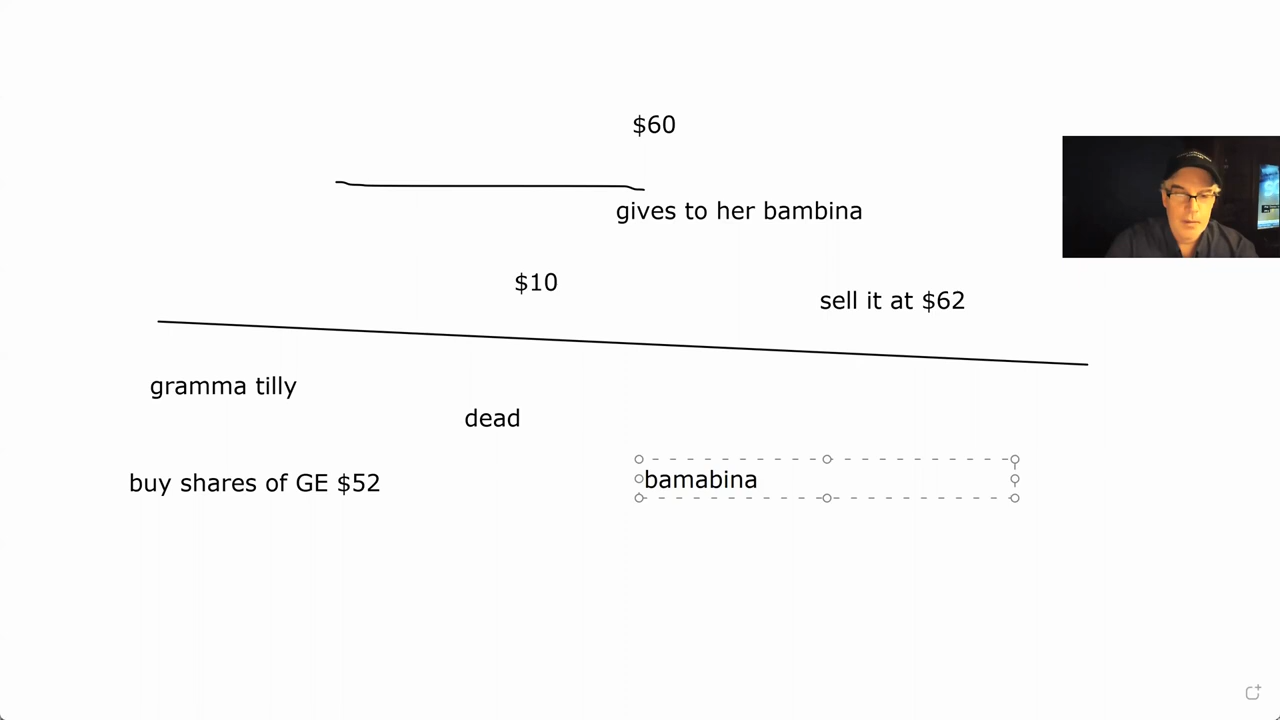 $60
gives to her bambina
$10
sell it at $62
gramma tilly
dead
buy shares of GE $52
bamabina